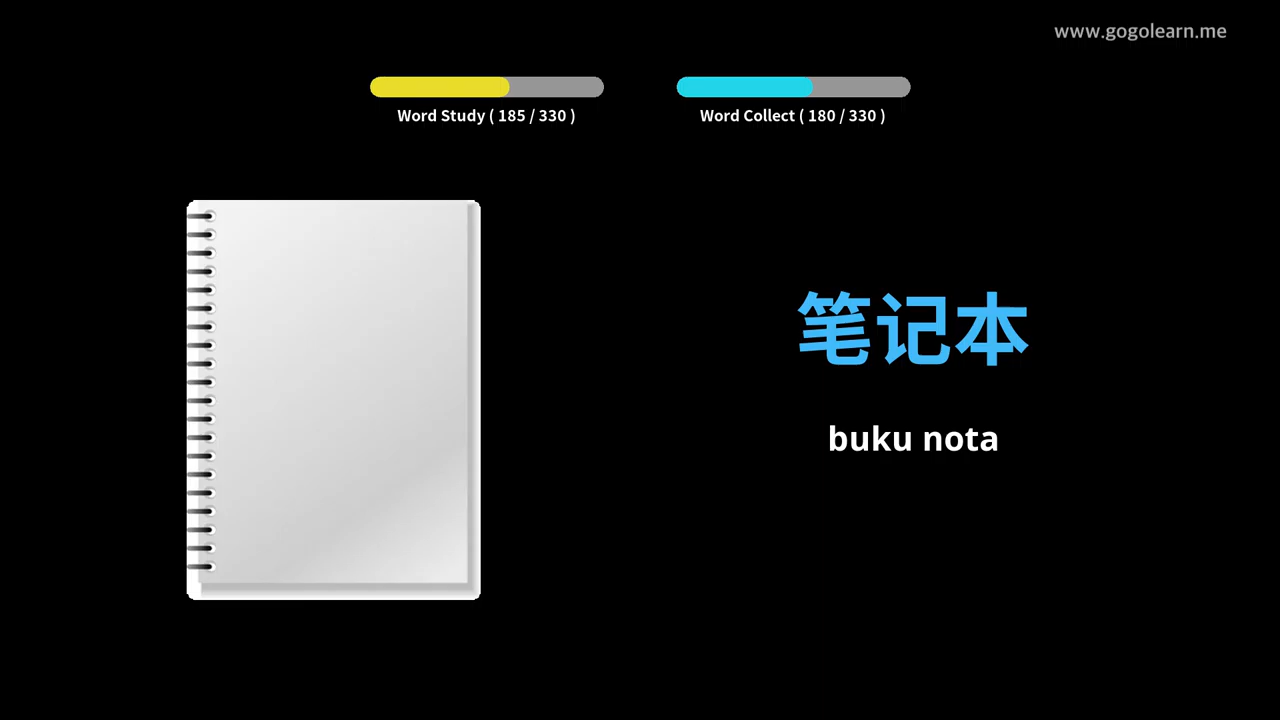 www.gogolearn.me
Word Study ( 185 / 330 )
Word Collect ( 180 / 330 )
笔记本
buku nota